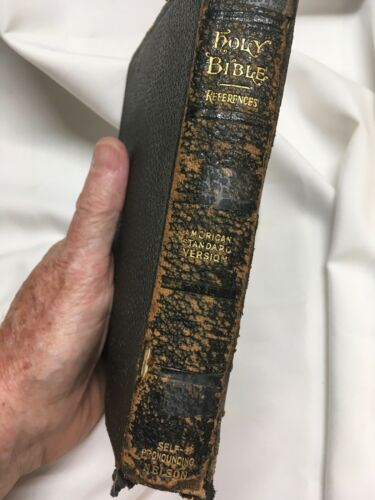 HOLY
BIBLE
REFERENCES
AMERICAN
STANDARD
VERSION
SELF-
PRONOUNCING
NELSON